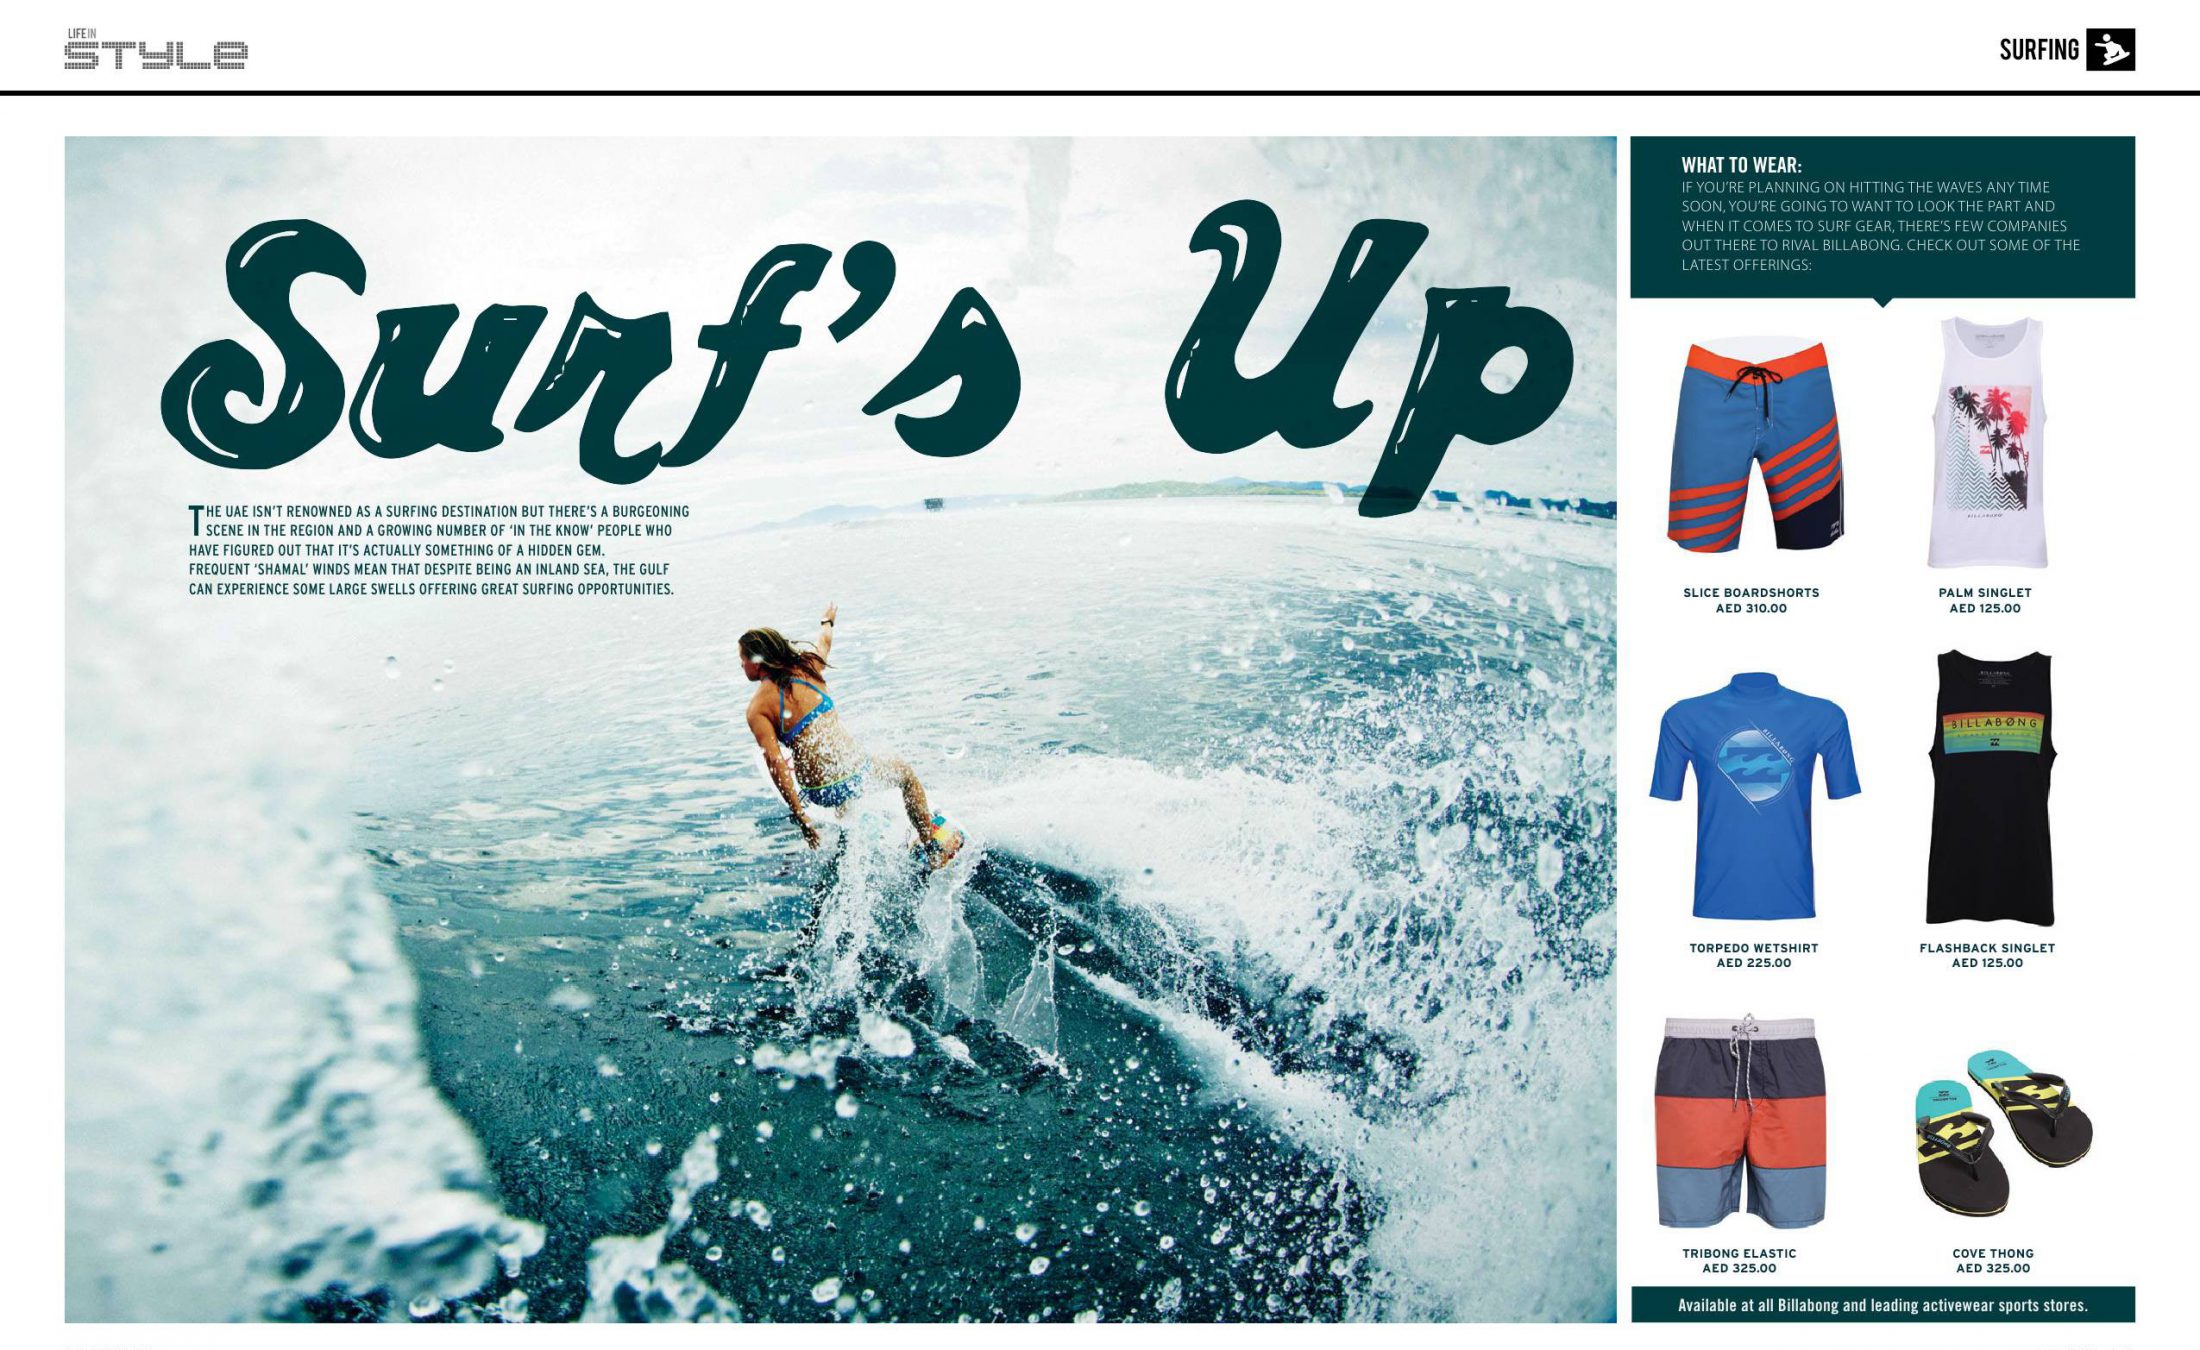 LIFE IN
STYLE
SURFING
Surf's Up
THE UAE ISN'T RENOWNED AS A SURFING DESTINATION BUT THERE'S A BURGEONING
SCENE IN THE REGION AND A GROWING NUMBER OF 'IN THE KNOW' PEOPLE WHO
HAVE FIGURED OUT THAT IT'S ACTUALLY SOMETHING OF A HIDDEN GEM.
FREQUENT 'SHAMAL' WINDS MEAN THAT DESPITE BEING AN INLAND SEA, THE GULF
CAN EXPERIENCE SOME LARGE SWELLS OFFERING GREAT SURFING OPPORTUNITIES.
WHAT TO WEAR:
IF YOU'RE PLANNING ON HITTING THE WAVES ANY TIME
SOON, YOU'RE GOING TO WANT TO LOOK THE PART AND
WHEN IT COMES TO SURF GEAR, THERE'S FEW COMPANIES
OUT THERE TO RIVAL BILLABONG. CHECK OUT SOME OF THE
LATEST OFFERINGS:
BILLABONG
SLICE BOARDSHORTS
AED 310.00
PALM SINGLET
AED 125.00
BILLABONG
BILLABONG
TORPEDO WETSHIRT
AED 225.00
FLASHBACK SINGLET
AED 125.00
BILLABONG
TRIBONG ELASTIC
AED 325.00
COVE THONG
AED 325.00
Available at all Billabong and leading activewear sports stores.